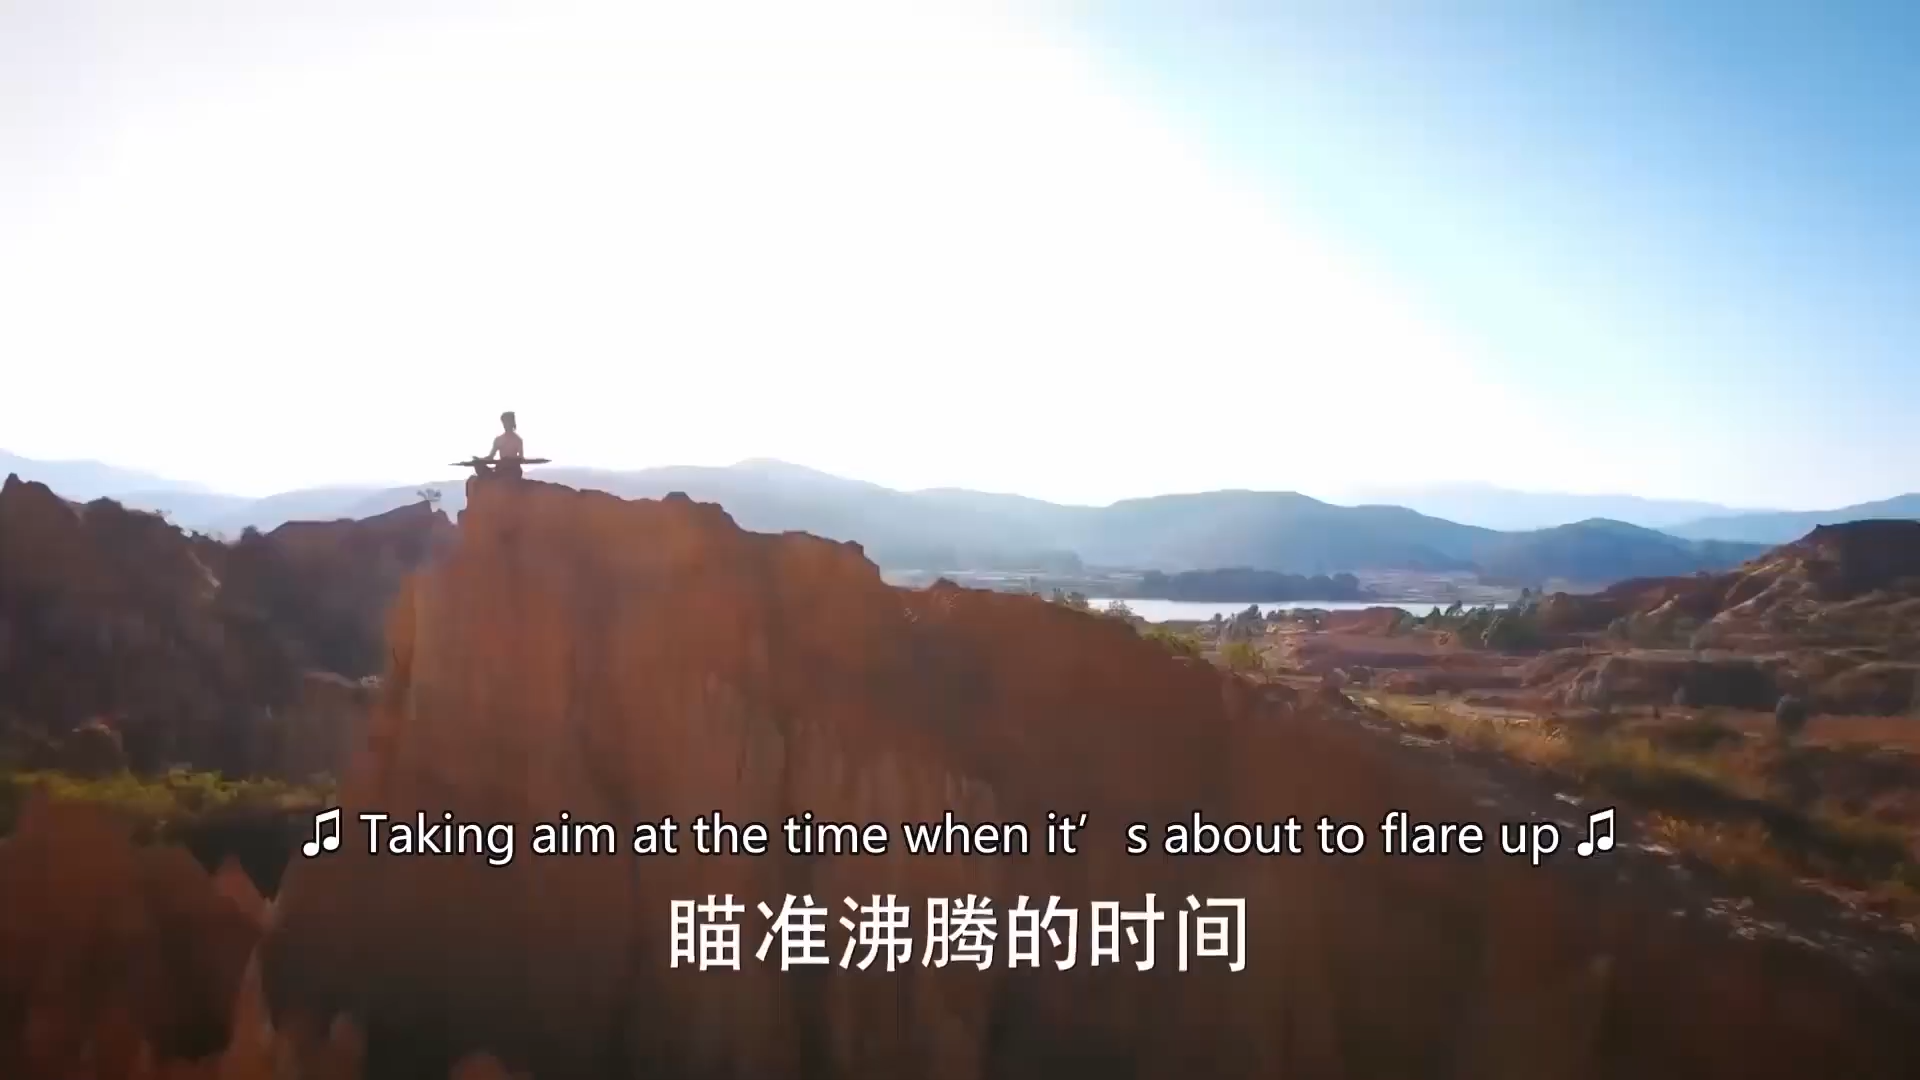 ♫ Taking aim at the time when it’s about to flare up ♫
瞄准沸腾的时间